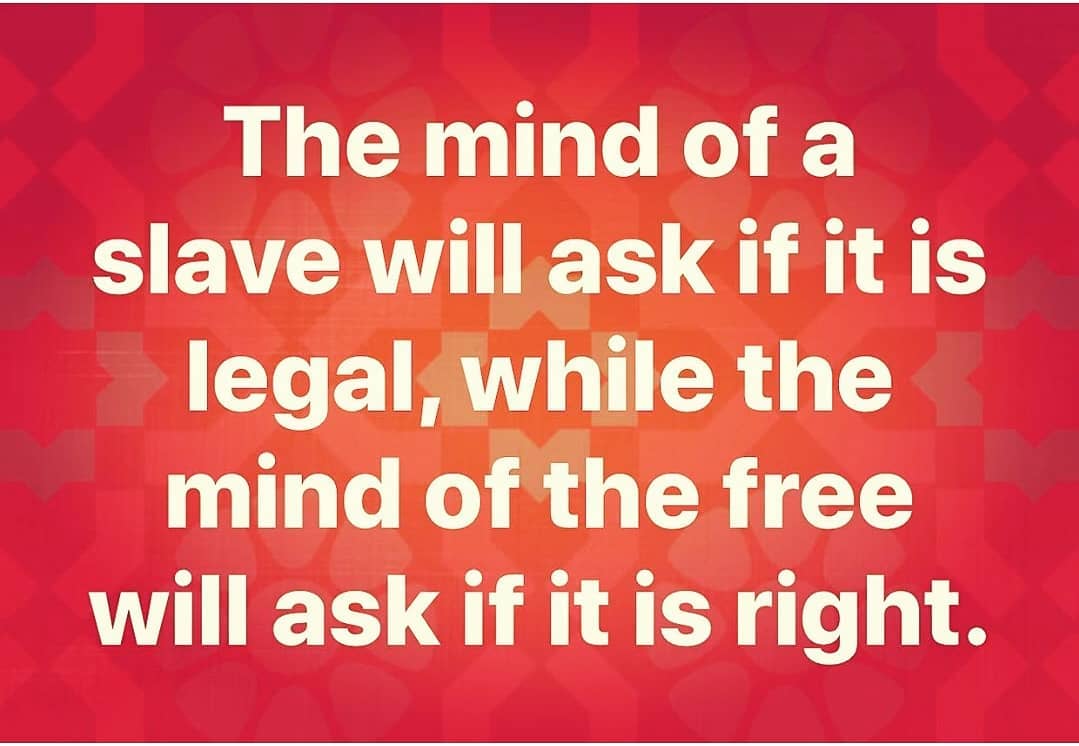 The mind of a
slave will ask if it is
legal, while the
mind of the free
will ask if it is right.